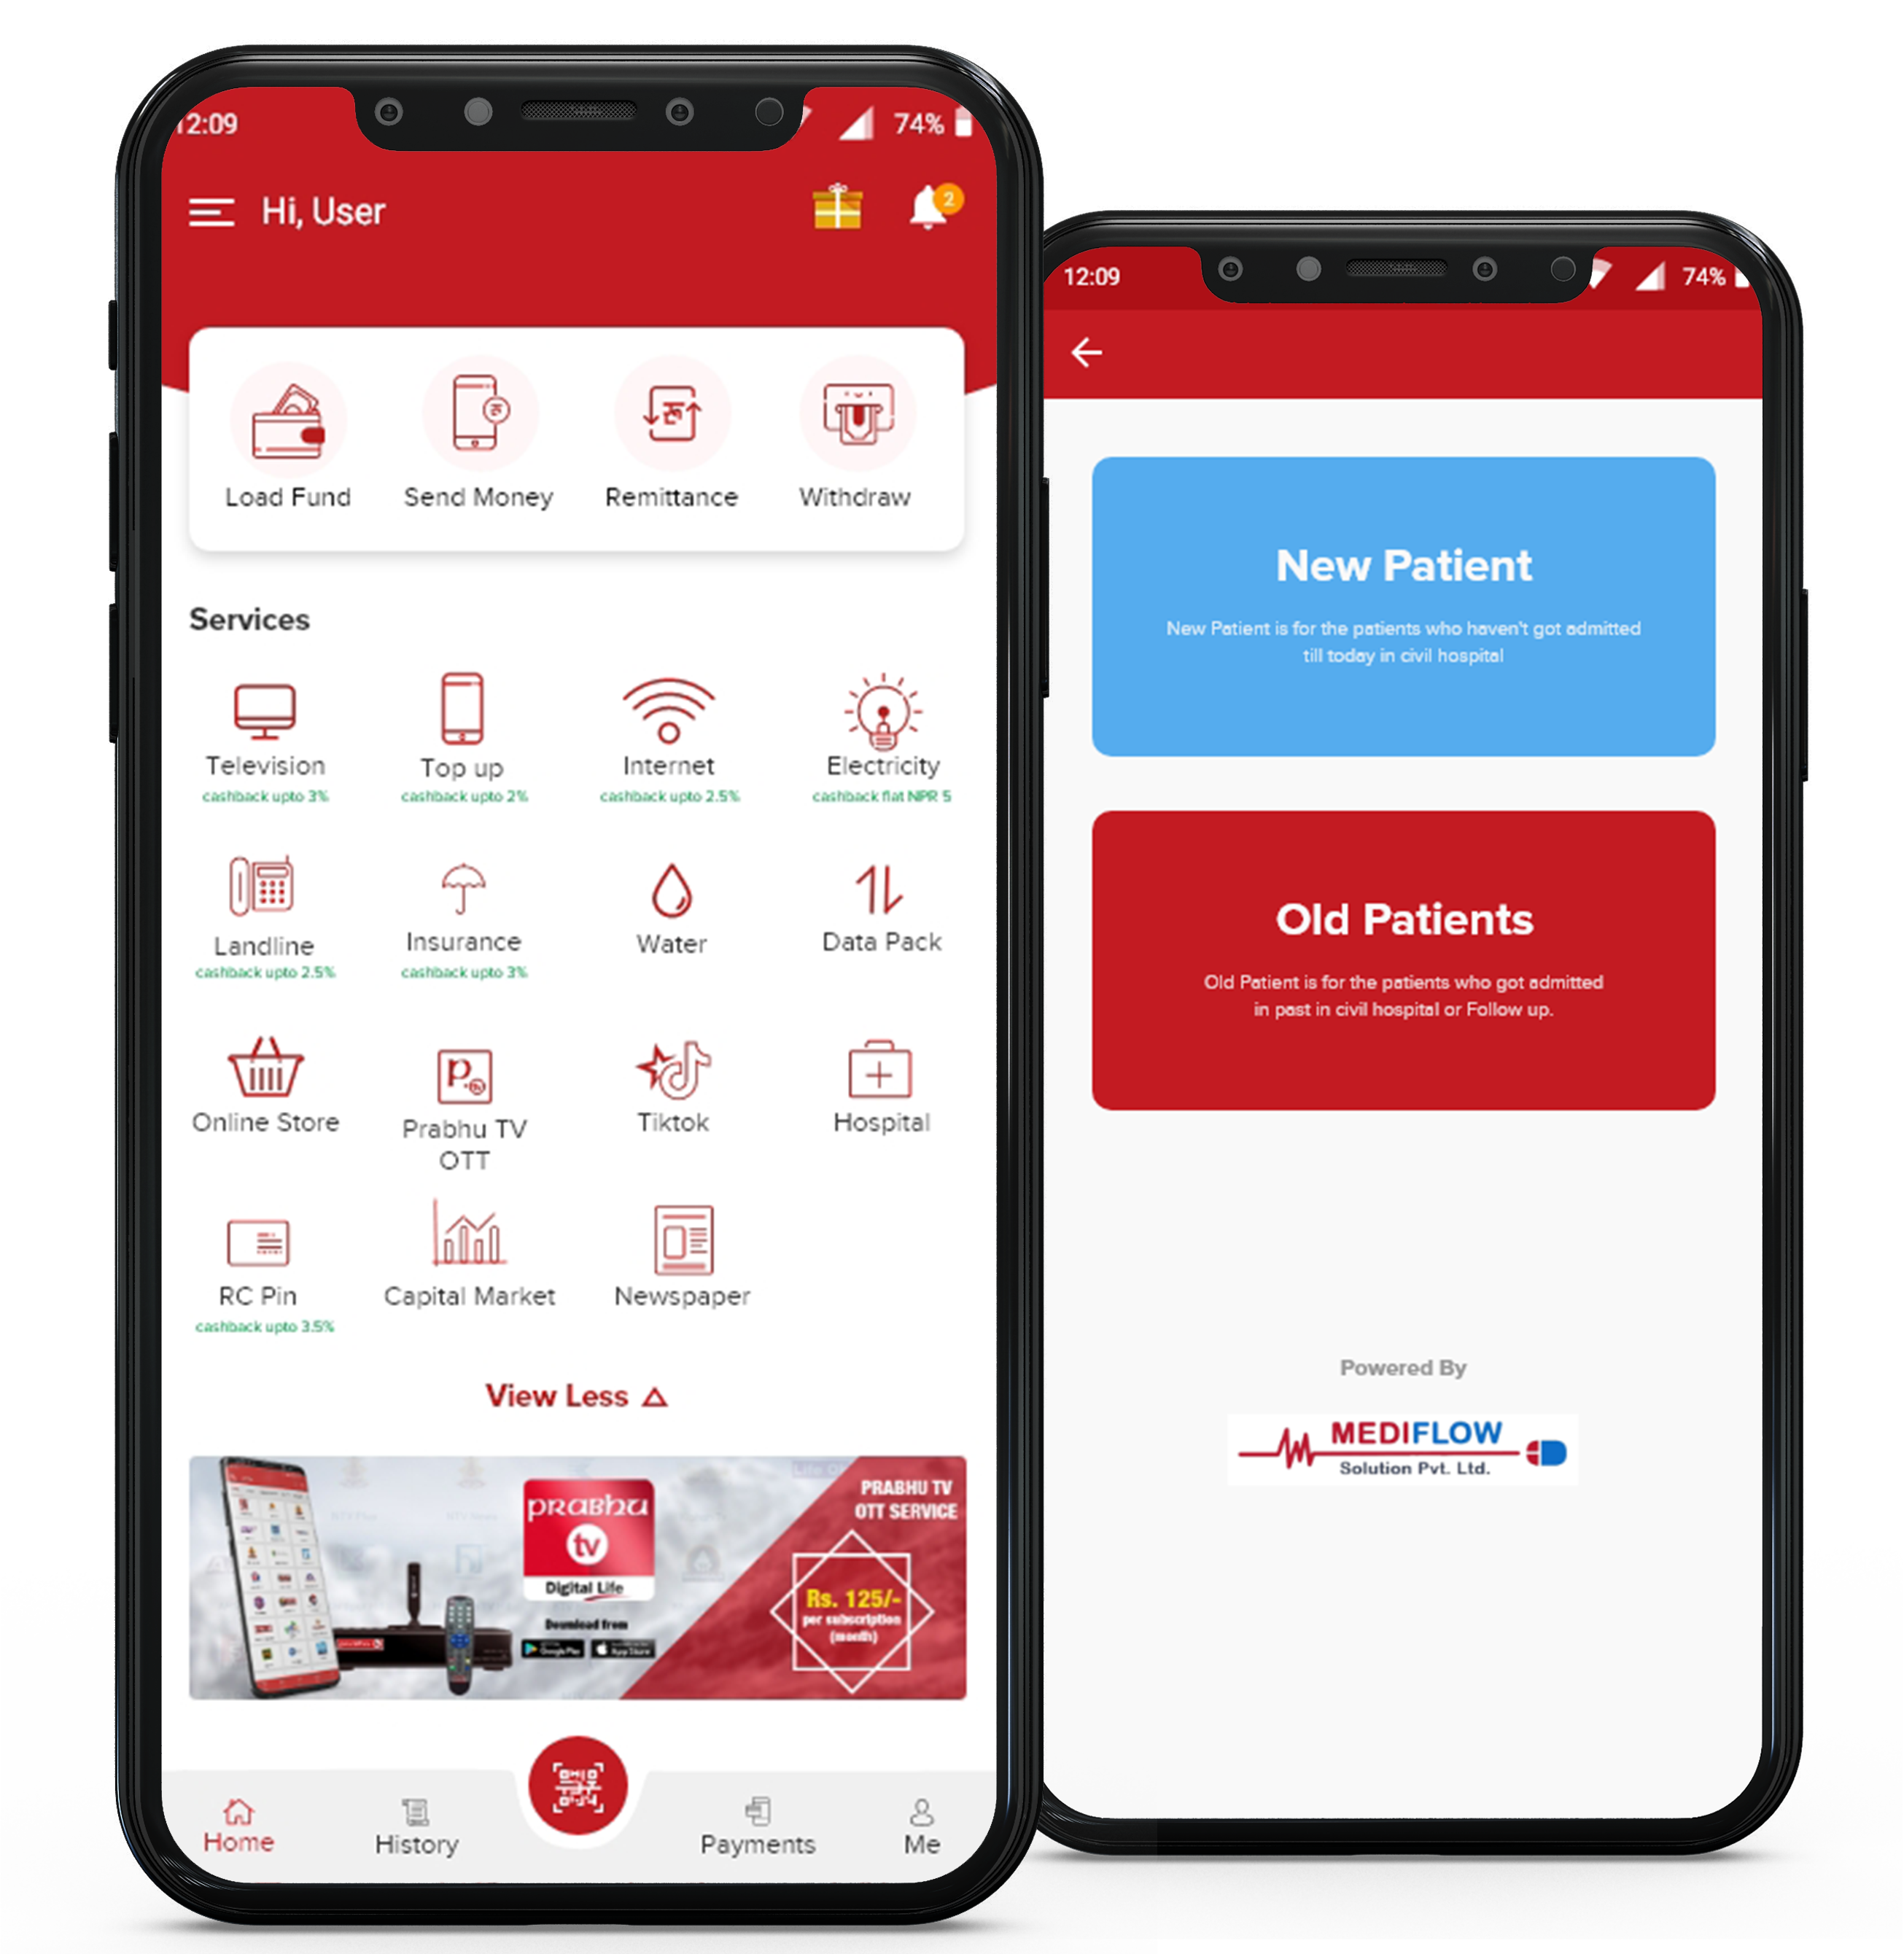 12:09
74%
Hi, User
2
Load Fund
Send Money
Remittance
Withdraw
Services
Television
cashback upto 3%
Top up
cashback upto 2%
Internet
cashback upto 2.5%
Electricity
cashback flat NPR 5
Landline
cashback upto 2.5%
Insurance
cashback upto 3%
Water
Data Pack
Online Store
Prabhu TV
OTT
Tiktok
Hospital
RC Pin
cashback upto 3.5%
Capital Market
Newspaper
View Less
PRABHU
tv
Digital Life
Download from
Google Play
App Store
PRABHU TV
OTT SERVICE
Rs. 125/-
per subscription
(month)
Home
History
Payments
Me
12:09
74%
New Patient
New Patient is for the patients who haven't got admitted
till today in civil hospital
Old Patients
Old Patient is for the patients who got admitted
in past in civil hospital or Follow up.
Powered By
MEDIFLOW
Solution Pvt. Ltd.